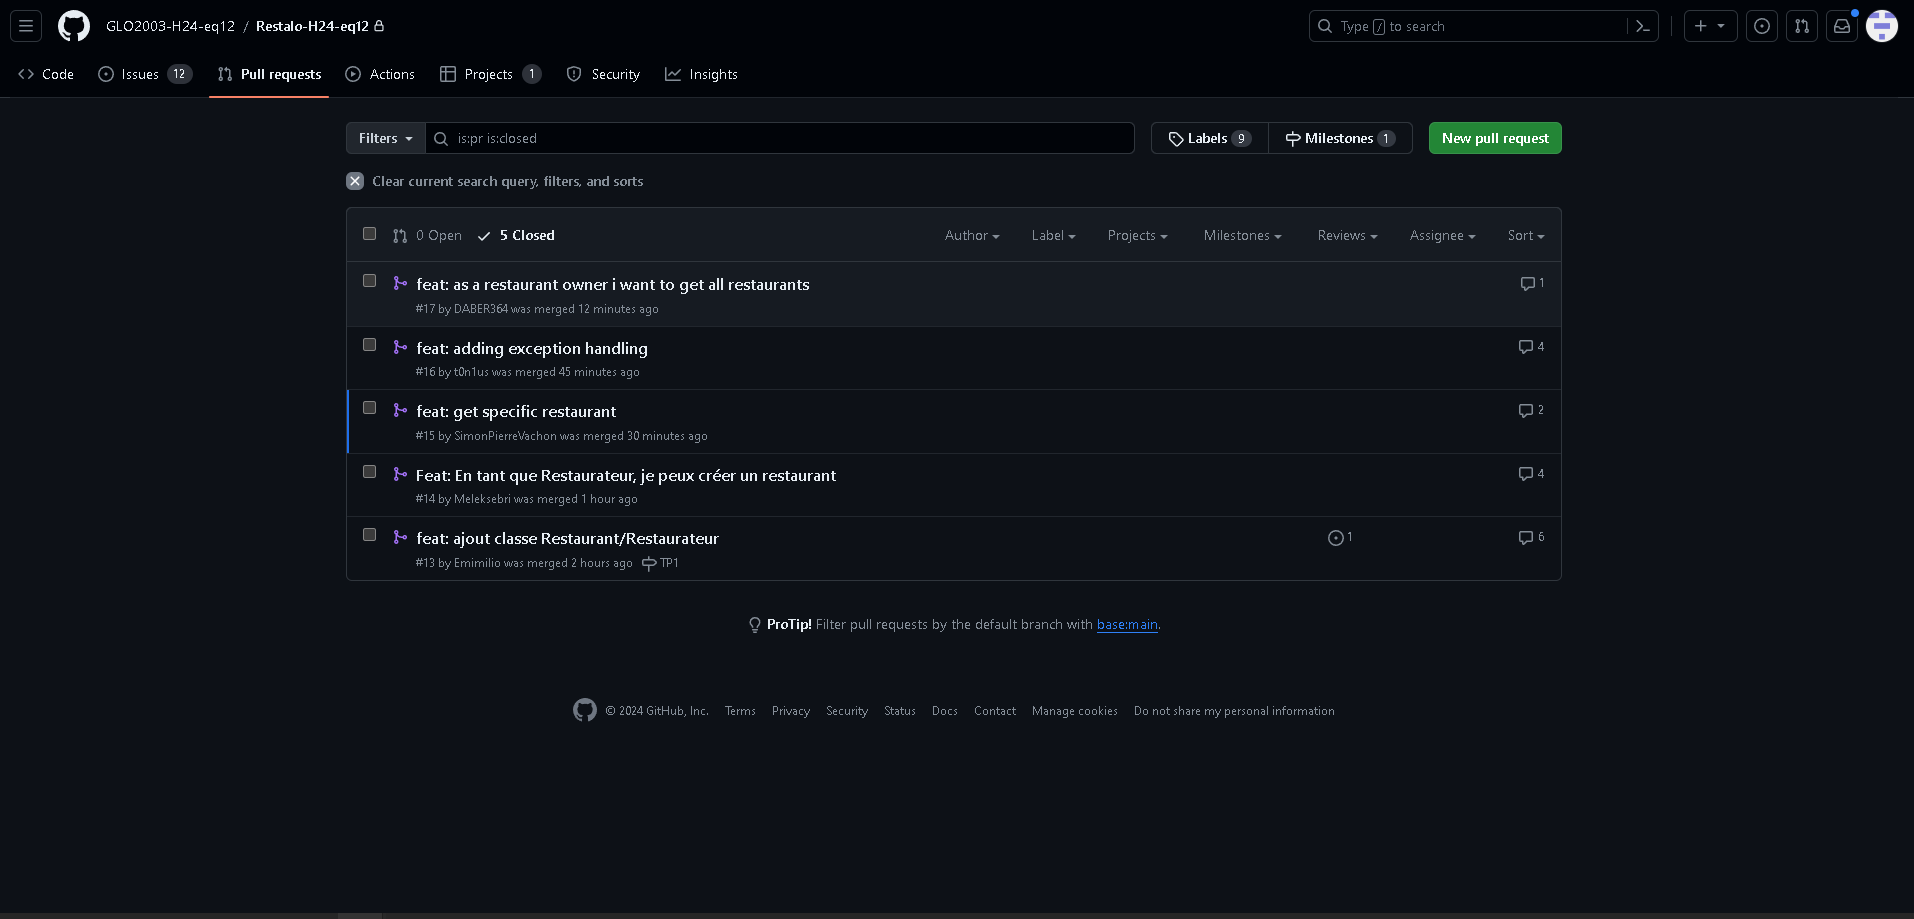 GLO2003-H24-eq12 / Restalo-H24-eq12
Type / to search
Code
Issues 12
Pull requests
Actions
Projects 1
Security
Insights
Filters
is:pr is:closed
Labels 9
Milestones 1
New pull request
Clear current search query, filters, and sorts
0 Open 5 Closed
Author Label Projects Milestones Reviews Assignee Sort
feat: as a restaurant owner i want to get all restaurants
1
#17 by DABER364 was merged 12 minutes ago
feat: adding exception handling
4
#16 by t0n1us was merged 45 minutes ago
feat: get specific restaurant
2
#15 by SimonPierreVachon was merged 30 minutes ago
Feat: En tant que Restaurateur, je peux créer un restaurant
4
#14 by Meleksebri was merged 1 hour ago
feat: ajout classe Restaurant/Restaurateur
1
6
#13 by Emimilio was merged 2 hours ago TP1
ProTip! Filter pull requests by the default branch with base:main.
© 2024 GitHub, Inc. Terms Privacy Security Status Docs Contact Manage cookies Do not share my personal information